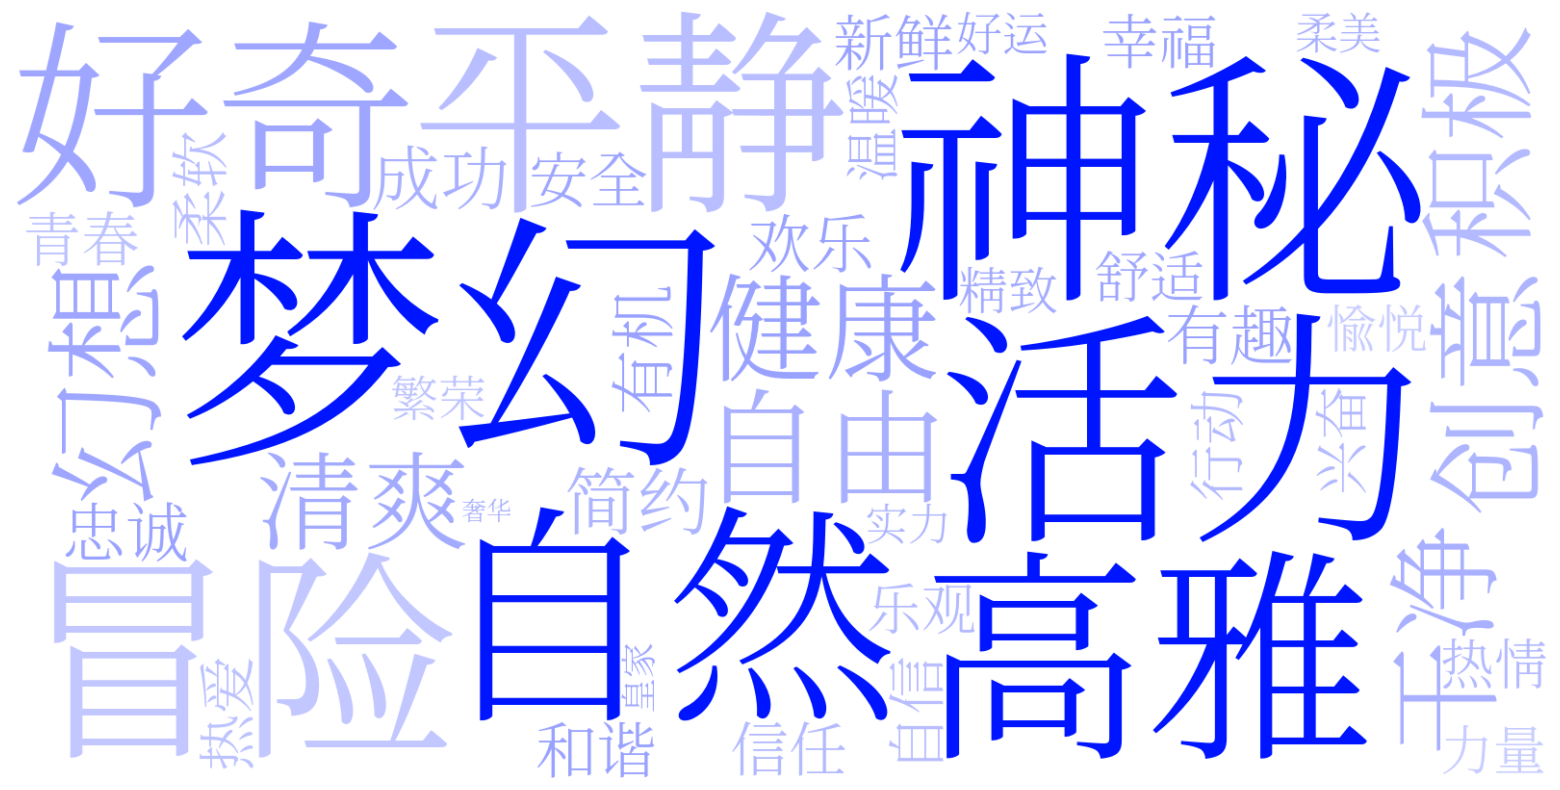 好奇
平静
新鲜
好运
幸福
柔美
积极
神秘
温暖
柔软
成功
安全
青春
梦幻
欢乐
健康
精致
舒适
有趣
愉悦
创意
幻想
有机
活力
繁荣
自由
行动
兴奋
清爽
简约
奢华
实力
忠诚
自然
高雅
干净
冒险
乐观
热情
热爱
皇家
自信
和谐
信任
力量